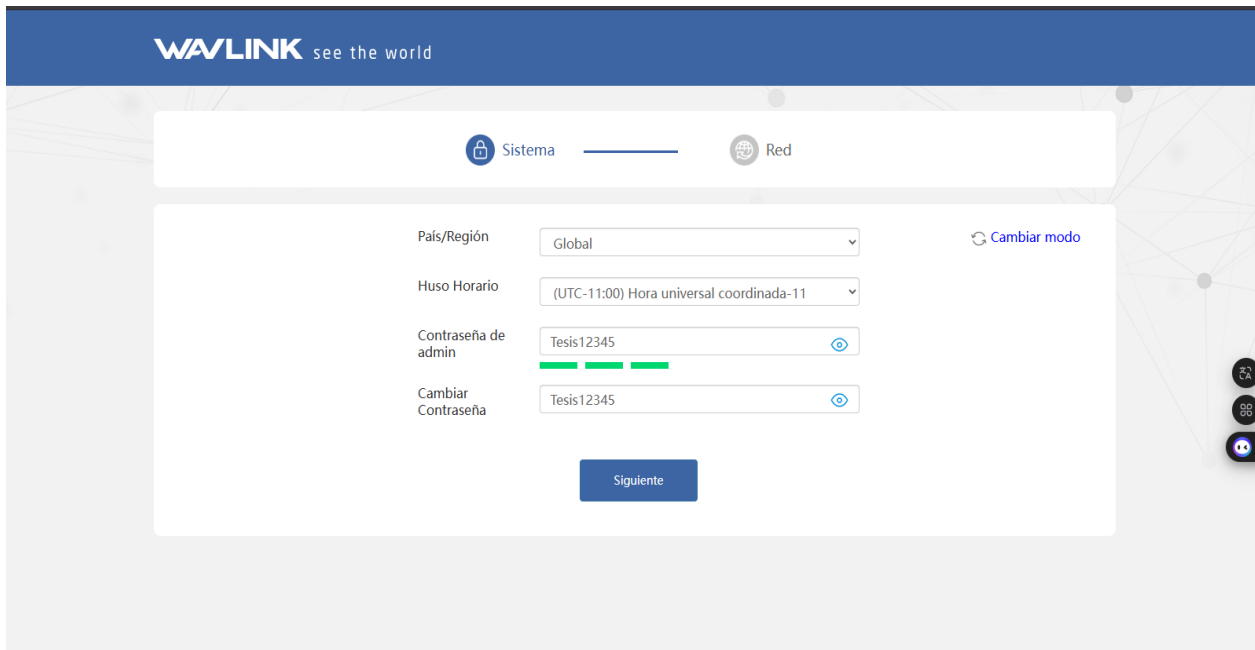 WAVLINK see the world
Sistema
Red
País/Región
Global
Cambiar modo
Huso Horario
(UTC-11:00) Hora universal coordinada-11
Contraseña de
admin
Tesis12345
Cambiar
Contraseña
Tesis12345
Siguiente